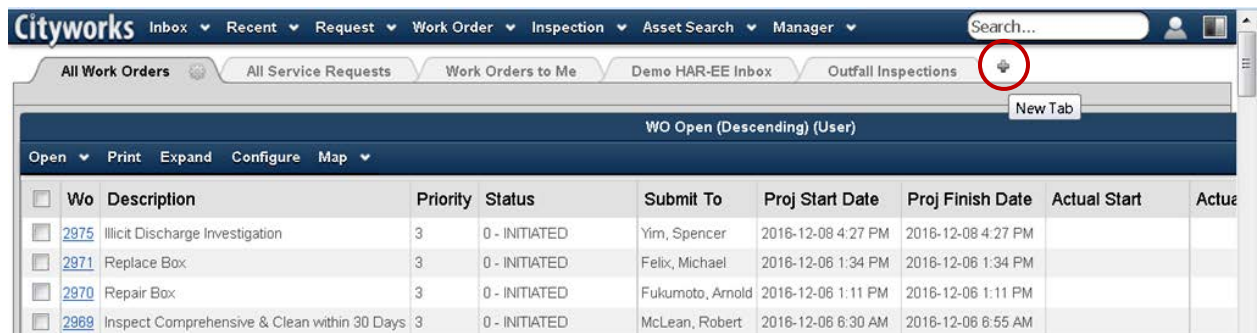 Cityworks Inbox Recent Request Work Order Inspection Asset Search Manager Search...
All Work Orders All Service Requests Work Orders to Me Demo HAR-EE Inbox Outfall Inspections
New Tab
WO Open (Descending) (User)
Open Print Expand Configure Map
Wo Description Priority Status Submit To Proj Start Date Proj Finish Date Actual Start Actua
2975 Illicit Discharge Investigation 3 0 - INITIATED Yim, Spencer 2016-12-08 4:27 PM 2016-12-08 4:27 PM
2971 Replace Box 3 0 - INITIATED Felix, Michael 2016-12-06 1:34 PM 2016-12-06 1:34 PM
2970 Repair Box 3 0 - INITIATED Fukumoto, Arnold 2016-12-06 1:11 PM 2016-12-06 1:11 PM
2969 Inspect Comprehensive & Clean within 30 Days 3 0 - INITIATED McLean, Robert 2016-12-06 6:30 AM 2016-12-06 6:55 AM